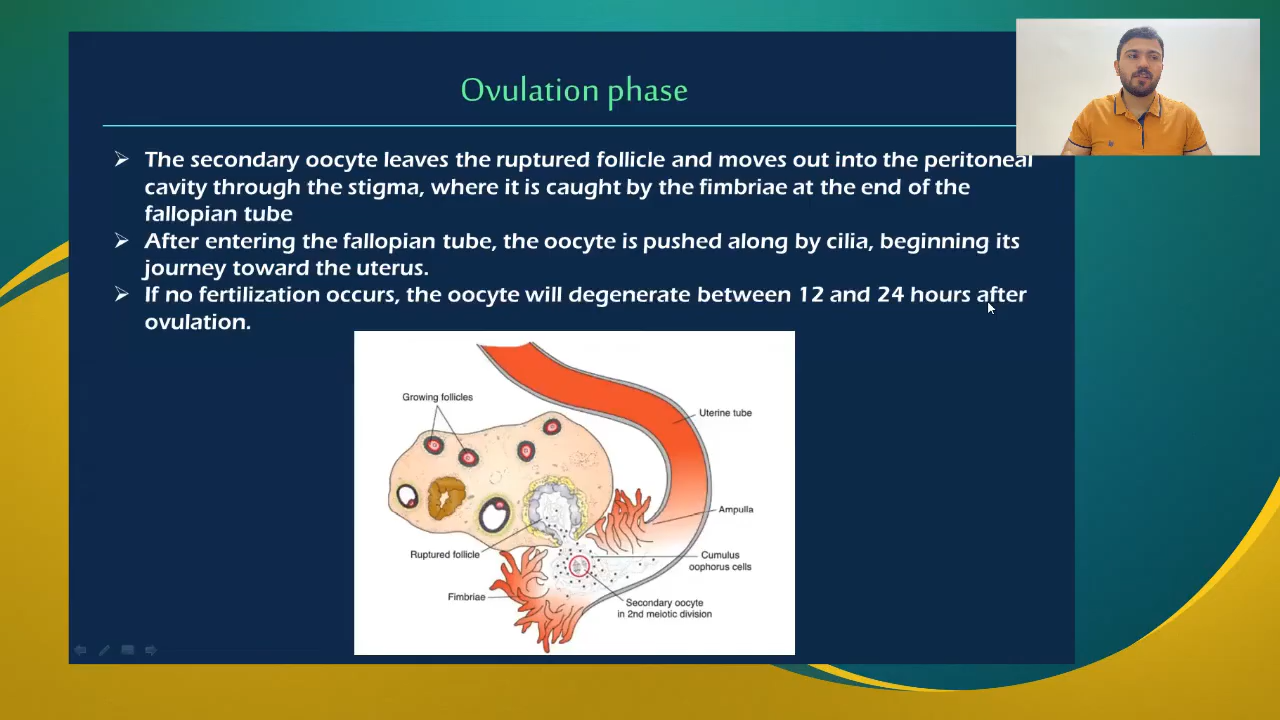 Ovulation phase
➢ The secondary oocyte leaves the ruptured follicle and moves out into the peritoneal
cavity through the stigma, where it is caught by the fimbriae at the end of the
fallopian tube
➢ After entering the fallopian tube, the oocyte is pushed along by cilia, beginning its
journey toward the uterus.
➢ If no fertilization occurs, the oocyte will degenerate between 12 and 24 hours after
ovulation.
Growing follicles
Uterine tube
Ampulla
Ruptured follicle
Cumulus
oophorus cells
Fimbriae
Secondary oocyte
in 2nd meiotic division